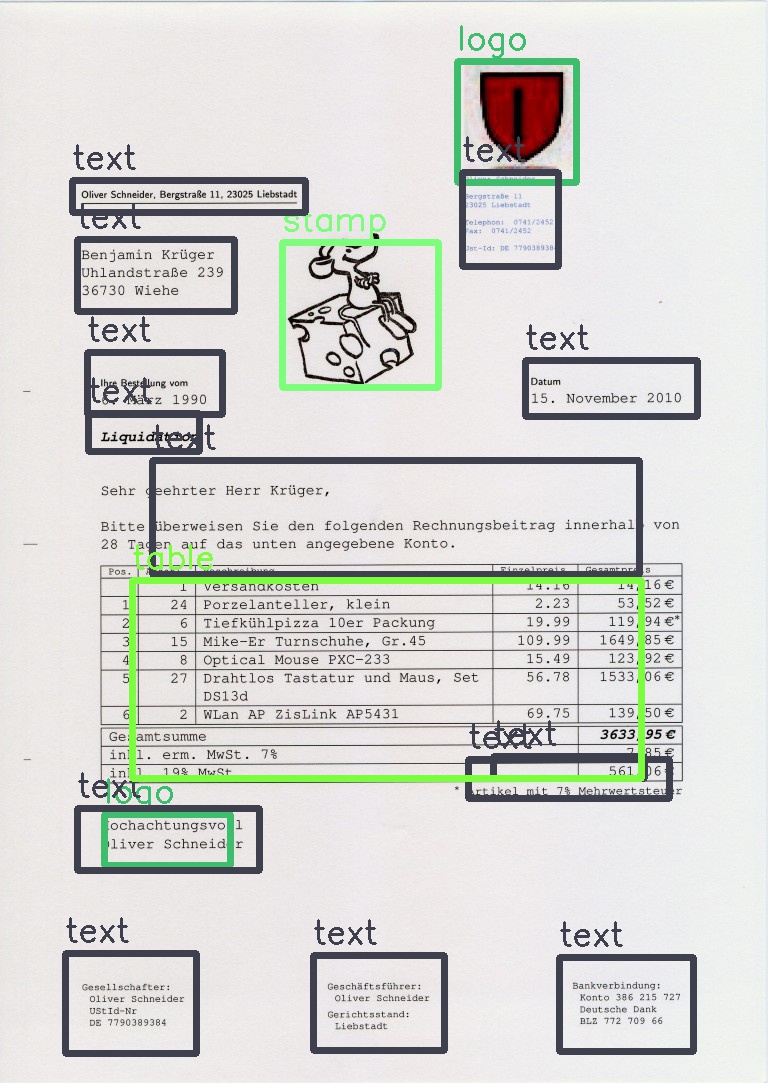 logo
text
Oliver Schneider, Bergstraße 11, 23025 Liebstadt
text
Bergstraße 11
23025 Liebstadt
Telephon: 0741/2452
Fax: 0741/2452
Ust-Id: DE 7790389384
text
stamp
Benjamin Krüger
Uhlandstraße 239
36730 Wiehe
text
Ihre Bestellung vom
März 1990
text
text
Datum
15. November 2010
Liquidation
text
Sehr geehrter Herr Krüger,
Bitte überweisen Sie den folgenden Rechnungsbeitrag innerhalb von
28 Tagen auf das unten angegebene Konto.
table
Pos. Beschreibung Einzelpreis Gesamtpreis
1 Versandkosten 14.16 14,16 €
1 24 Porzelanteller, klein 2.23 53,52 €
2 6 Tiefkühlpizza 10er Packung 19.99 119,94 €*
3 15 Mike-Er Turnschuhe, Gr.45 109.99 1649,85 €
4 8 Optical Mouse PXC-233 15.49 123,92 €
5 27 Drahtlos Tastatur und Maus, Set 56.78 1533,06 €
DS13d
6 2 WLan AP ZisLink AP5431 69.75 139,50 €
Gesamtsumme 3633,95 €
inkl. erm. MwSt. 7% 7,85 €
inkl. 19% MwSt. 561,06 €
text
text
* Artikel mit 7% Mehrwertsteuer
text
logo
Hochachtungsvoll
Oliver Schneider
text
Gesellschafter:
Oliver Schneider
UStId-Nr
DE 7790389384
text
Geschäftsführer:
Oliver Schneider
Gerichtsstand:
Liebstadt
text
Bankverbindung:
Konto 386 215 727
Deutsche Dank
BLZ 772 709 66